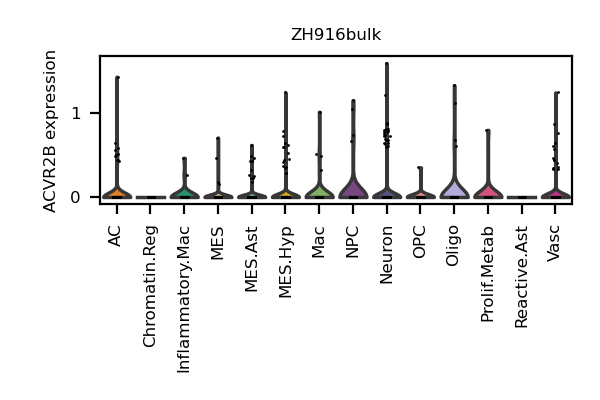 ZH916bulk
ACVR2B expression
1
0
AC
Chromatin.Reg
Inflammatory.Mac
MES
MES.Ast
MES.Hyp
Mac
NPC
Neuron
OPC
Oligo
Prolif.Metab
Reactive.Ast
Vasc